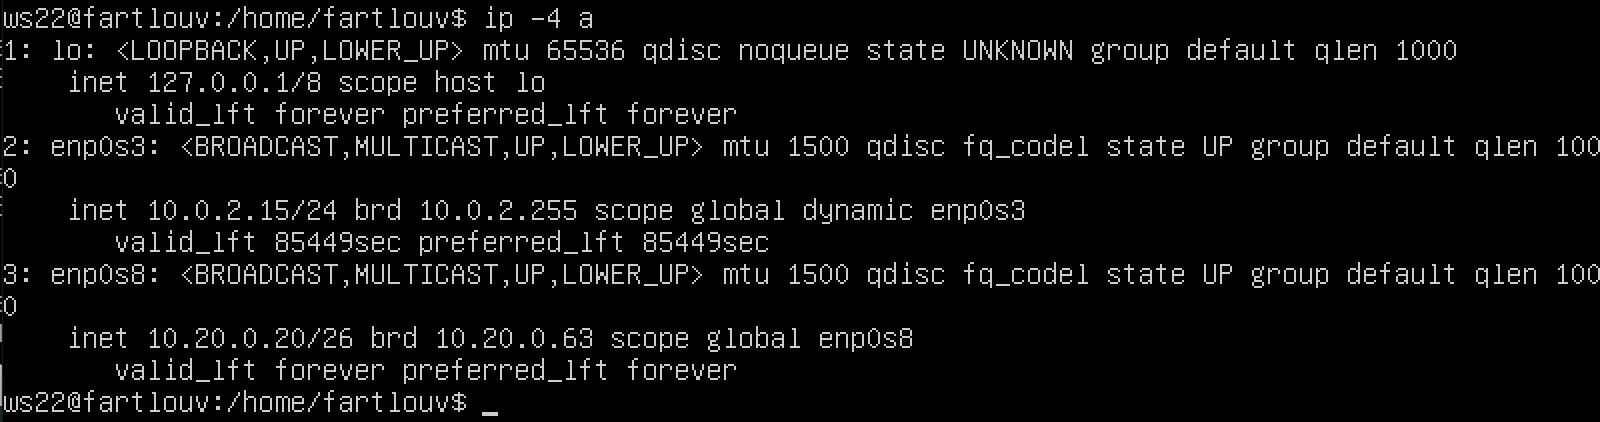 ws22@fartlouv:/home/fartlouv$ ip -4 a
1: lo: <LOOPBACK,UP,LOWER_UP> mtu 65536 qdisc noqueue state UNKNOWN group default qlen 1000
    inet 127.0.0.1/8 scope host lo
       valid_lft forever preferred_lft forever
2: enp0s3: <BROADCAST,MULTICAST,UP,LOWER_UP> mtu 1500 qdisc fq_codel state UP group default qlen 100
0
    inet 10.0.2.15/24 brd 10.0.2.255 scope global dynamic enp0s3
       valid_lft 85449sec preferred_lft 85449sec
3: enp0s8: <BROADCAST,MULTICAST,UP,LOWER_UP> mtu 1500 qdisc fq_codel state UP group default qlen 100
0
    inet 10.20.0.20/26 brd 10.20.0.63 scope global enp0s8
       valid_lft forever preferred_lft forever
ws22@fartlouv:/home/fartlouv$ _